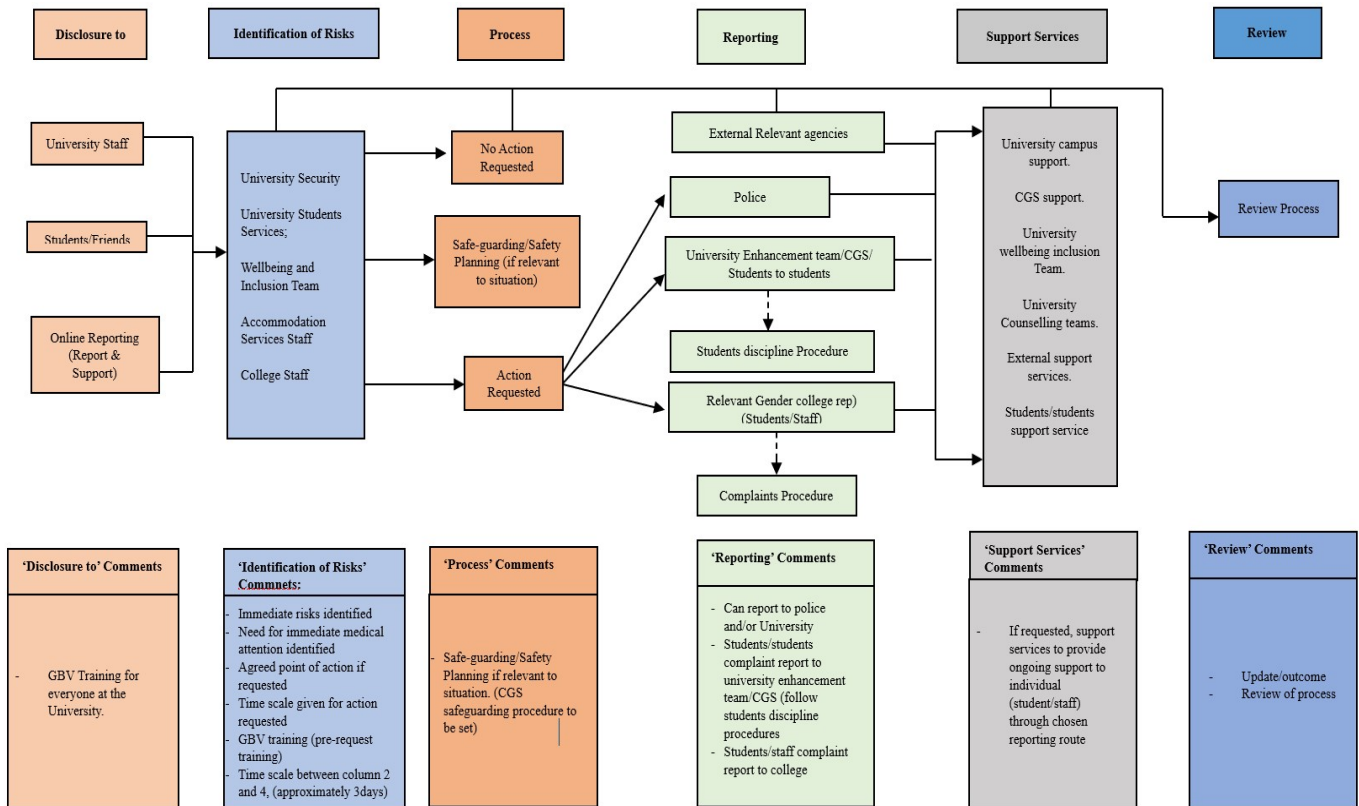 Disclosure to
Identification of Risks
Process
Reporting
Support Services
Review
University Staff
Students/Friends
Online Reporting
(Report &
Support)
University Security
University Students
Services;
Wellbeing and
Inclusion Team
Accommodation
Services Staff
College Staff
No Action
Requested
Safe-guarding/Safety
Planning (if relevant
to situation)
Action
Requested
External Relevant agencies
Police
University Enhancement team/CGS/
Students to students
Students discipline Procedure
Relevant Gender college rep)
(Students/Staff)
Complaints Procedure
University campus
support.
CGS support.
University
wellbeing inclusion
Team.
University
Counselling teams.
External support
services.
Students/students
support service
Review Process
‘Disclosure to’ Comments
- GBV Training for
everyone at the
University.
‘Identification of Risks’
Commnets:
- Immediate risks identified
- Need for immediate medical
attention identified
- Agreed point of action if
requested
- Time scale given for action
requested
- GBV training (pre-request
training)
- Time scale between column 2
and 4, (approximately 3days)
‘Process’ Comments
- Safe-guarding/Safety
Planning if relevant to
situation. (CGS
safeguarding procedure to
be set)
‘Reporting’ Comments
- Can report to police
and/or University
- Students/students
complaint report to
university enhancement
team/CGS (follow
students discipline
procedures
- Students/staff complaint
report to college
‘Support Services’
Comments
- If requested, support
services to provide
ongoing support to
individual
(student/staff)
through chosen
reporting route
‘Review’ Comments
- Update/outcome
- Review of process